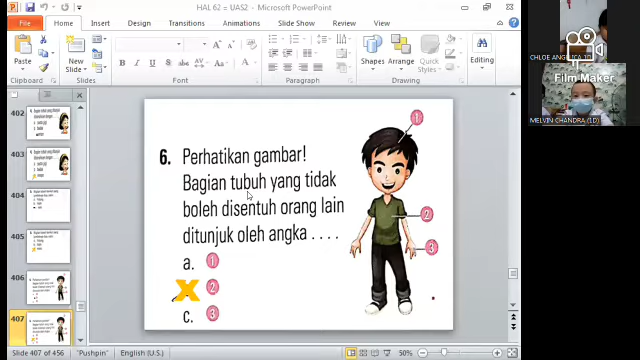 HAL 62 = UAS2 - Microsoft PowerPoint
File
Home
Insert
Design
Transitions
Animations
Slide Show
Review
View
Paste
New
Slide
Shapes
Arrange
Editing
Clipboard
Slides
Font
Paragraph
Drawing
CHLOE ANGELICA 1D
Film Maker
MELVIN CHANDRA (1D)
402
403
404
405
406
407
6. Perhatikan gambar!
Bagian tubuh yang tidak
boleh disentuh orang lain
ditunjuk oleh angka . . . .
a. 1
X 2
c. 3
1
2
3
Slide 407 of 456
"Pushpin"
English (U.S.)
50%